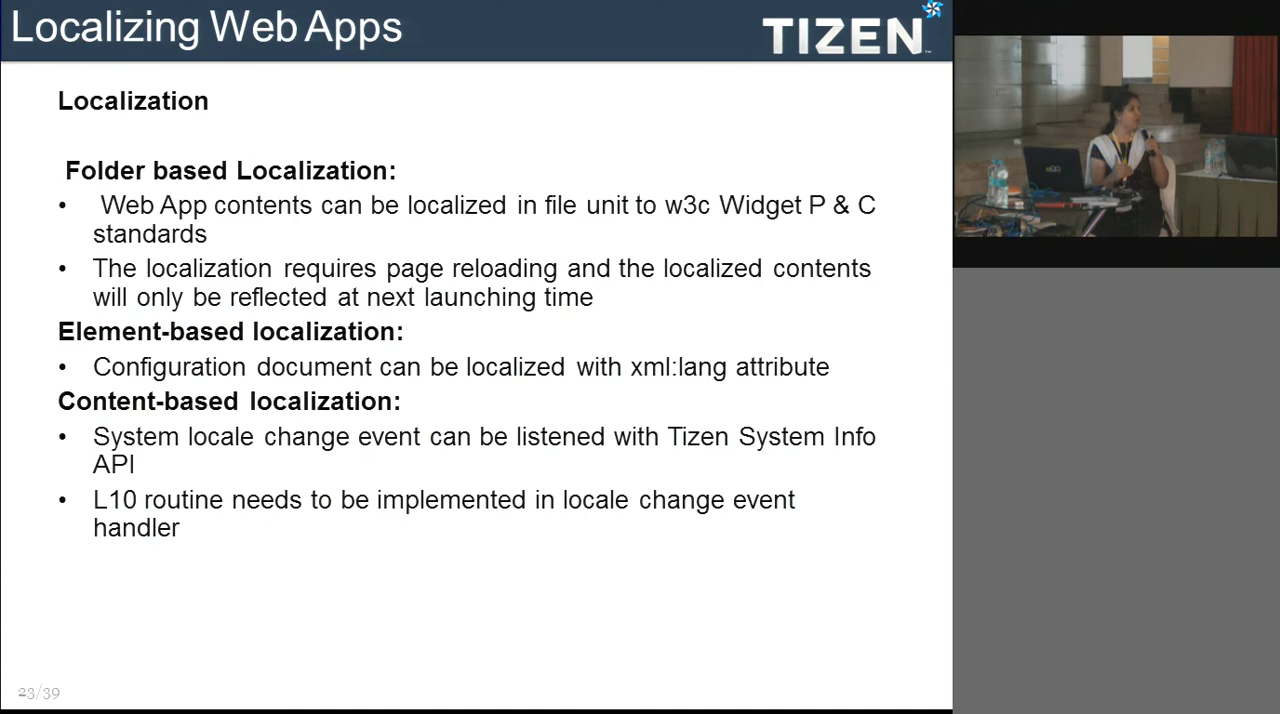 Localizing Web Apps
TIZEN
Localization
Folder based Localization:
• Web App contents can be localized in file unit to w3c Widget P & C
standards
• The localization requires page reloading and the localized contents
will only be reflected at next launching time
Element-based localization:
• Configuration document can be localized with xml:lang attribute
Content-based localization:
• System locale change event can be listened with Tizen System Info
API
• L10 routine needs to be implemented in locale change event
handler
23/39